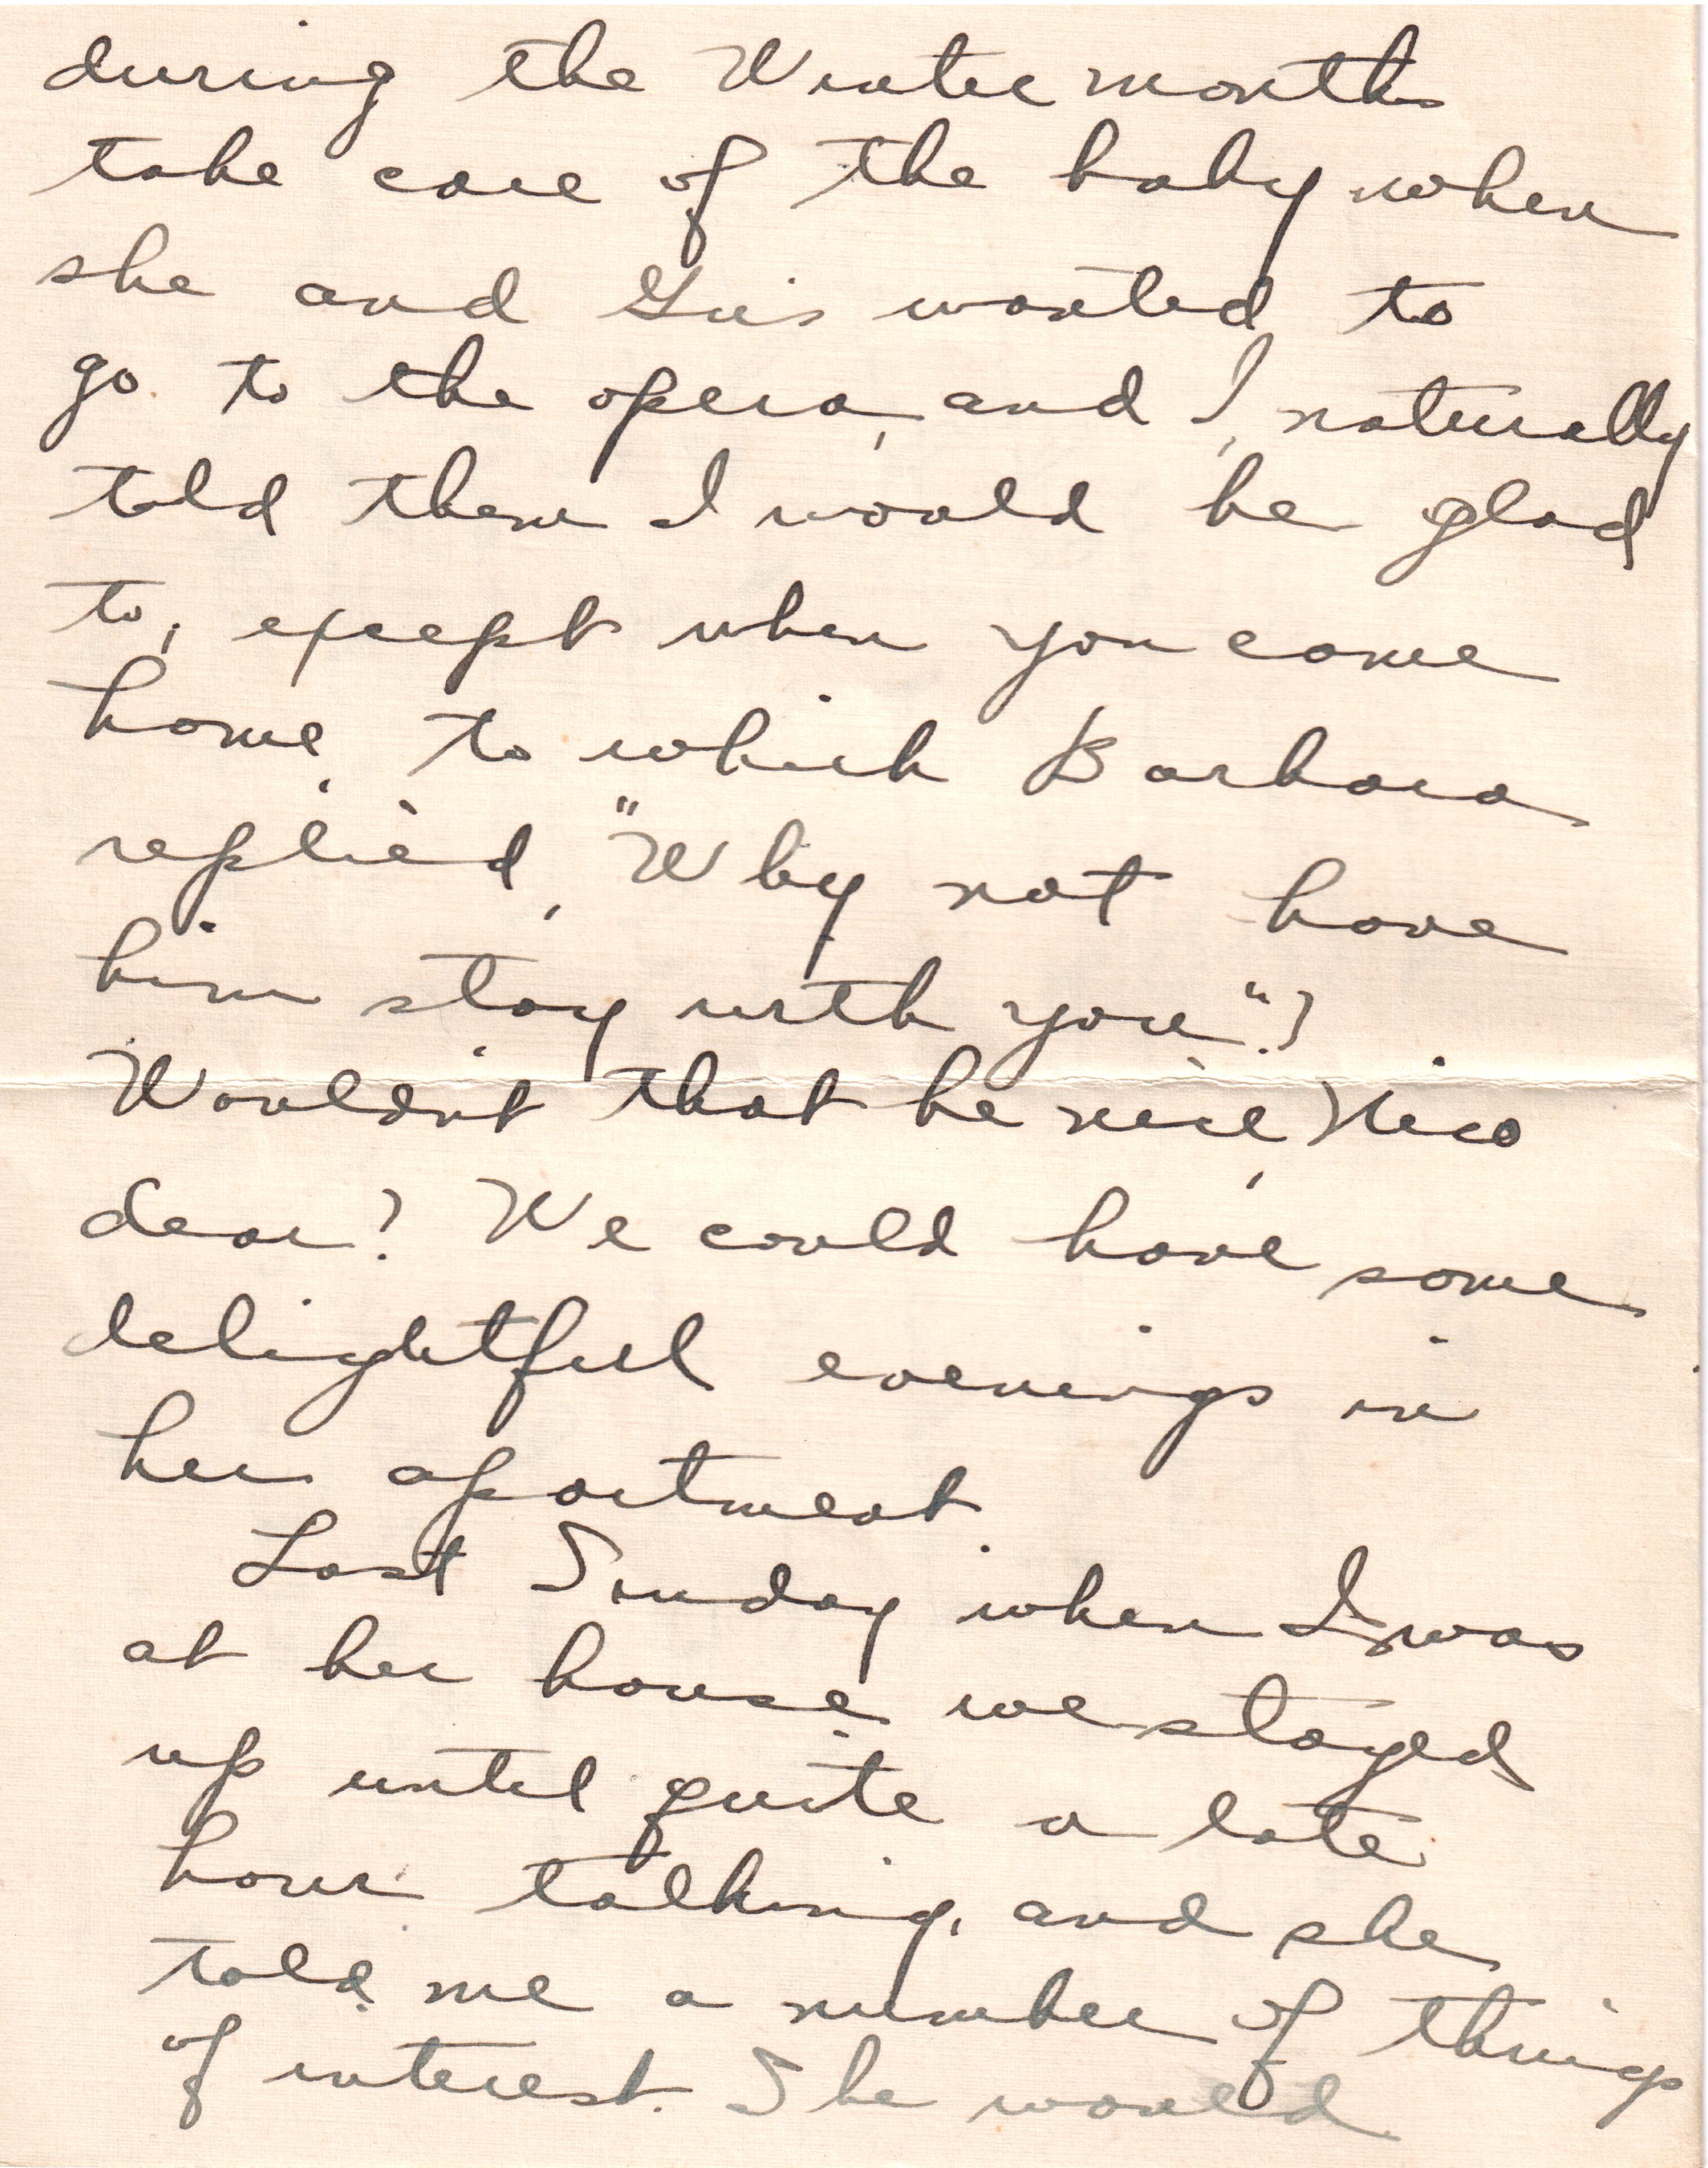 during the Winter months
take care of the baby when
she and Gus wanted to
go to the opera, and I, naturally
told them I would be glad
to, except when you come
home, to which Barbara
replied, "Why not have
him stay with you"?
Wouldn't that be nice, Nico
dear? We could have some
delightful evenings in
her apartment.
Last Sunday when I was
at her house we stayed
up until quite a late
hour talking, and she
told me a number of things
of interest. She would